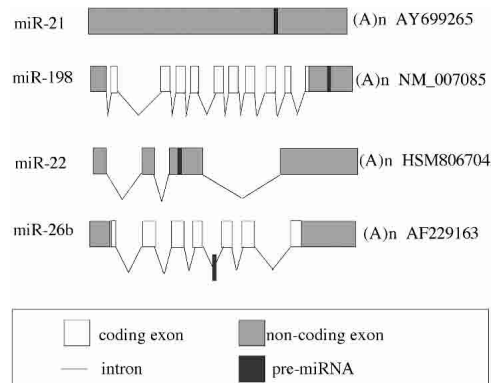 miR-21 (A)n AY699265
miR-198 (A)n NM_007085
miR-22 (A)n HSM806704
miR-26b (A)n AF229163
coding exon non-coding exon
intron pre-miRNA